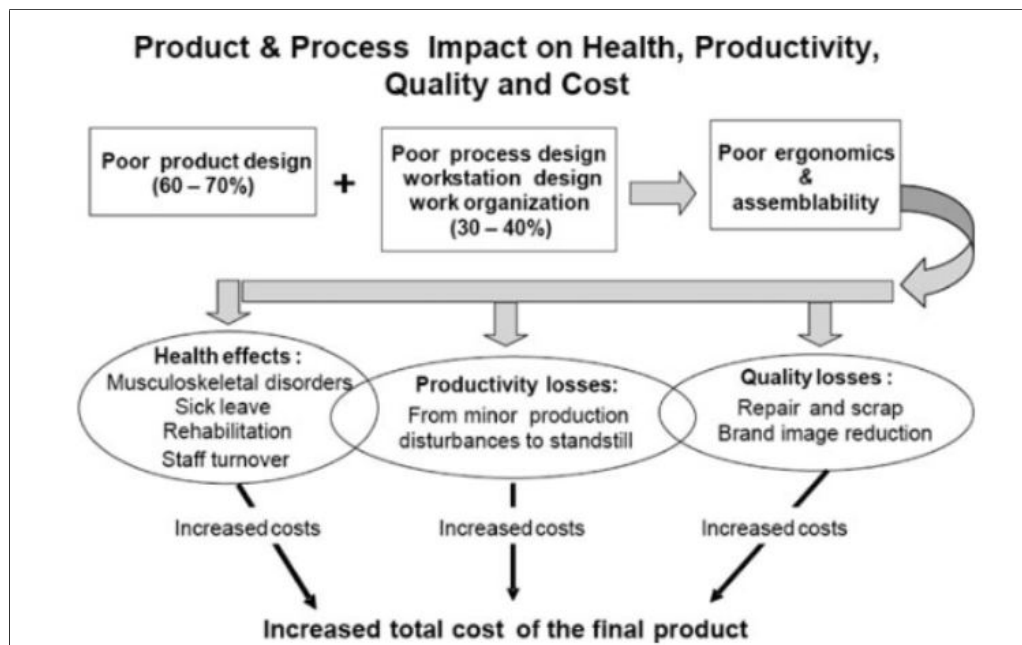 Product & Process Impact on Health, Productivity,
Quality and Cost
Poor product design
(60 – 70%)
+
Poor process design
workstation design
work organization
(30 – 40%)
Poor ergonomics
&
assemblability
Health effects :
Musculoskeletal disorders
Sick leave
Rehabilitation
Staff turnover
Productivity losses:
From minor production
disturbances to standstill
Quality losses :
Repair and scrap
Brand image reduction
Increased costs
Increased costs
Increased costs
Increased total cost of the final product